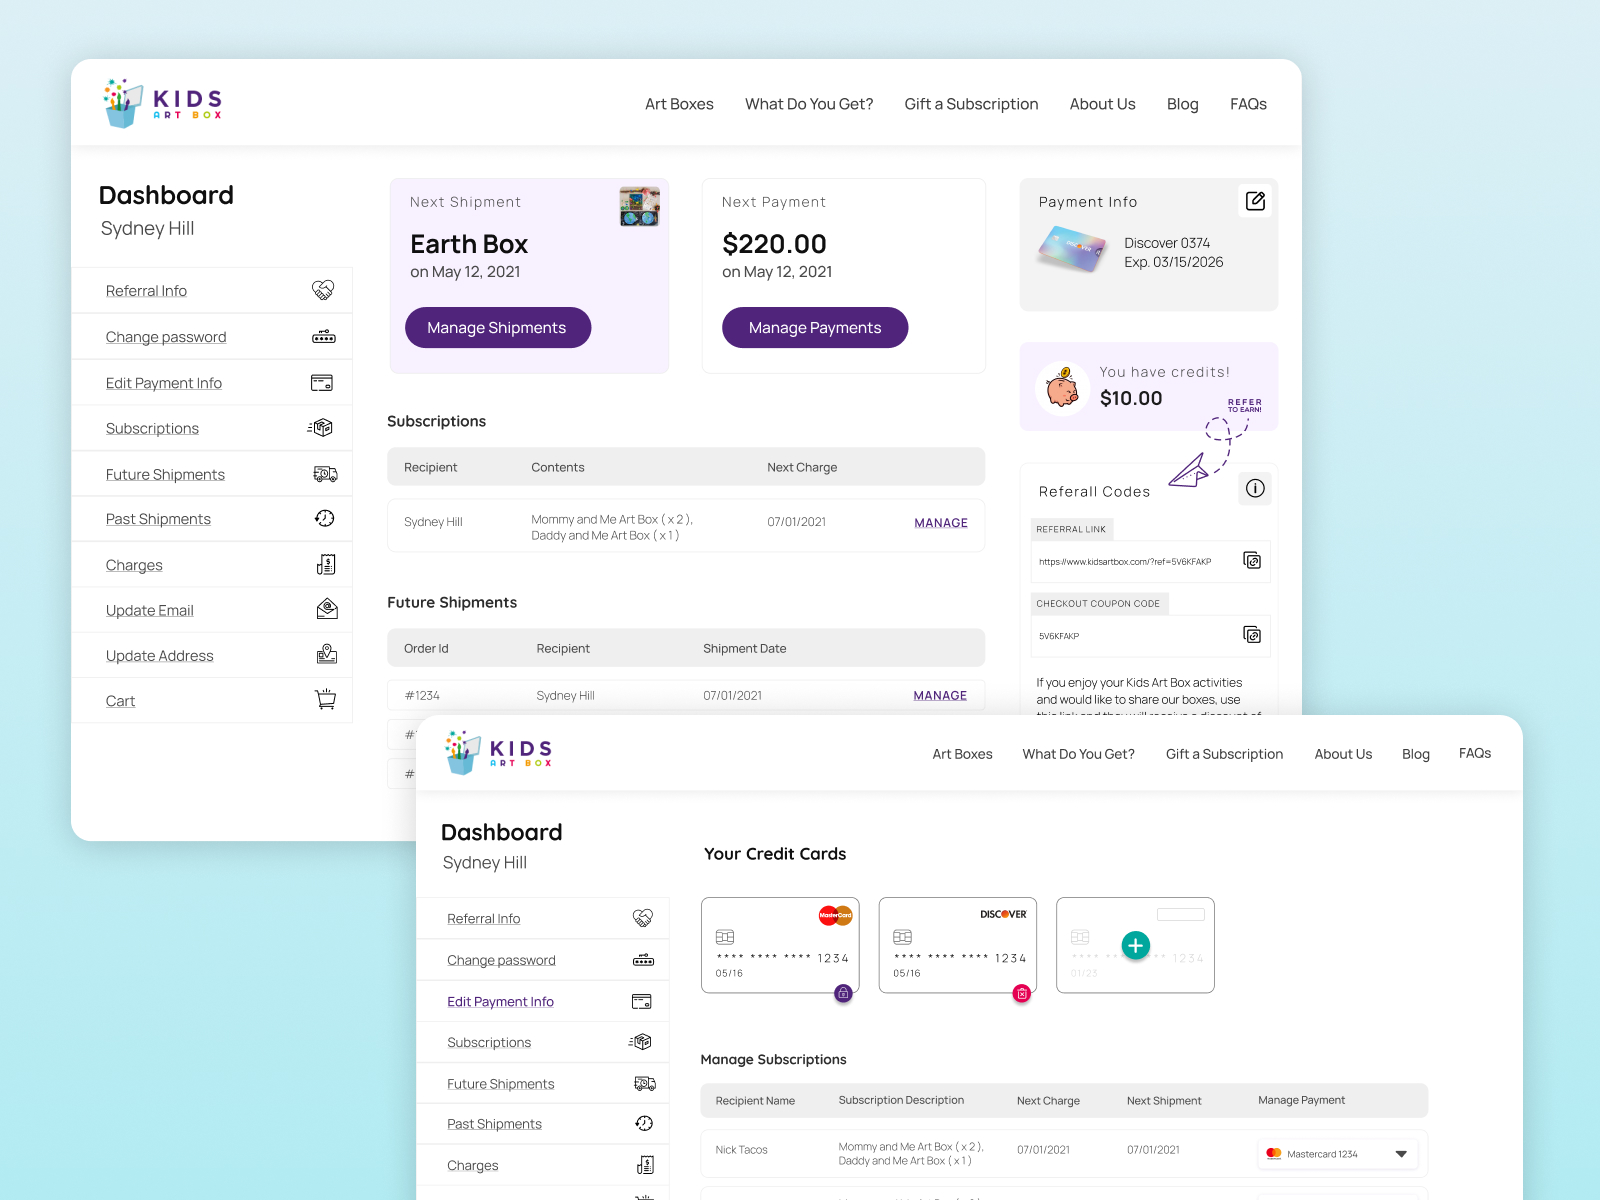 KIDS
ART BOX
Art Boxes
What Do You Get?
Gift a Subscription
About Us
Blog
FAQs
Dashboard
Sydney Hill
Referral Info
Change password
Edit Payment Info
Subscriptions
Future Shipments
Past Shipments
Charges
Update Email
Update Address
Cart
Next Shipment
Earth Box
on May 12, 2021
Manage Shipments
Next Payment
$220.00
on May 12, 2021
Manage Payments
Payment Info
DISCOVER
Discover 0374
Exp. 03/15/2026
You have credits!
$10.00
REFER
TO EARN!
Subscriptions
Recipient
Contents
Next Charge
Sydney Hill
Mommy and Me Art Box ( x 2 ),
Daddy and Me Art Box ( x 1 )
07/01/2021
MANAGE
Future Shipments
Order Id
Recipient
Shipment Date
#1234
Sydney Hill
07/01/2021
MANAGE
#
#
Referall Codes
REFERRAL LINK
https://www.kidsartbox.com/?ref=5V6KFAKP
CHECKOUT COUPON CODE
5V6KFAKP
If you enjoy your Kids Art Box activities
and would like to share our boxes, use
this link and they will receive a discount of
KIDS
ART BOX
Art Boxes
What Do You Get?
Gift a Subscription
About Us
Blog
FAQs
Dashboard
Sydney Hill
Referral Info
Change password
Edit Payment Info
Subscriptions
Future Shipments
Past Shipments
Charges
Your Credit Cards
MasterCard
**** **** **** 1234
05/16
DISCOVER
**** **** **** 1234
05/16
1234
01/23
Manage Subscriptions
Recipient Name
Subscription Description
Next Charge
Next Shipment
Manage Payment
Nick Tacos
Mommy and Me Art Box ( x 2 ),
Daddy and Me Art Box ( x 1 )
07/01/2021
07/01/2021
Mastercard 1234